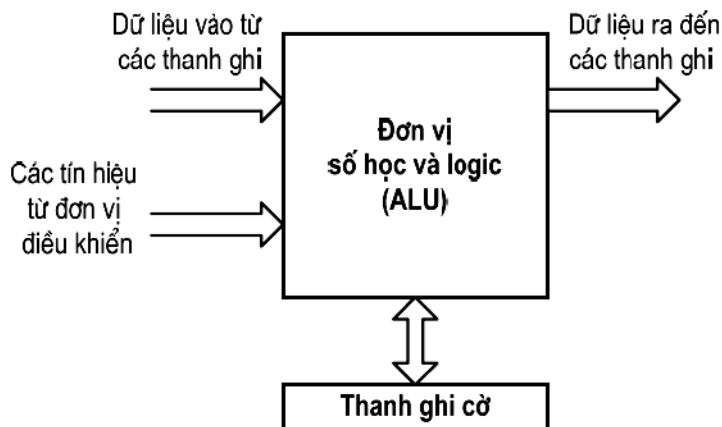 Dữ liệu vào từ
các thanh ghi
Dữ liệu ra đến
các thanh ghi
Đơn vị
số học và logic
(ALU)
Các tín hiệu
từ đơn vị
điều khiển
Thanh ghi cờ